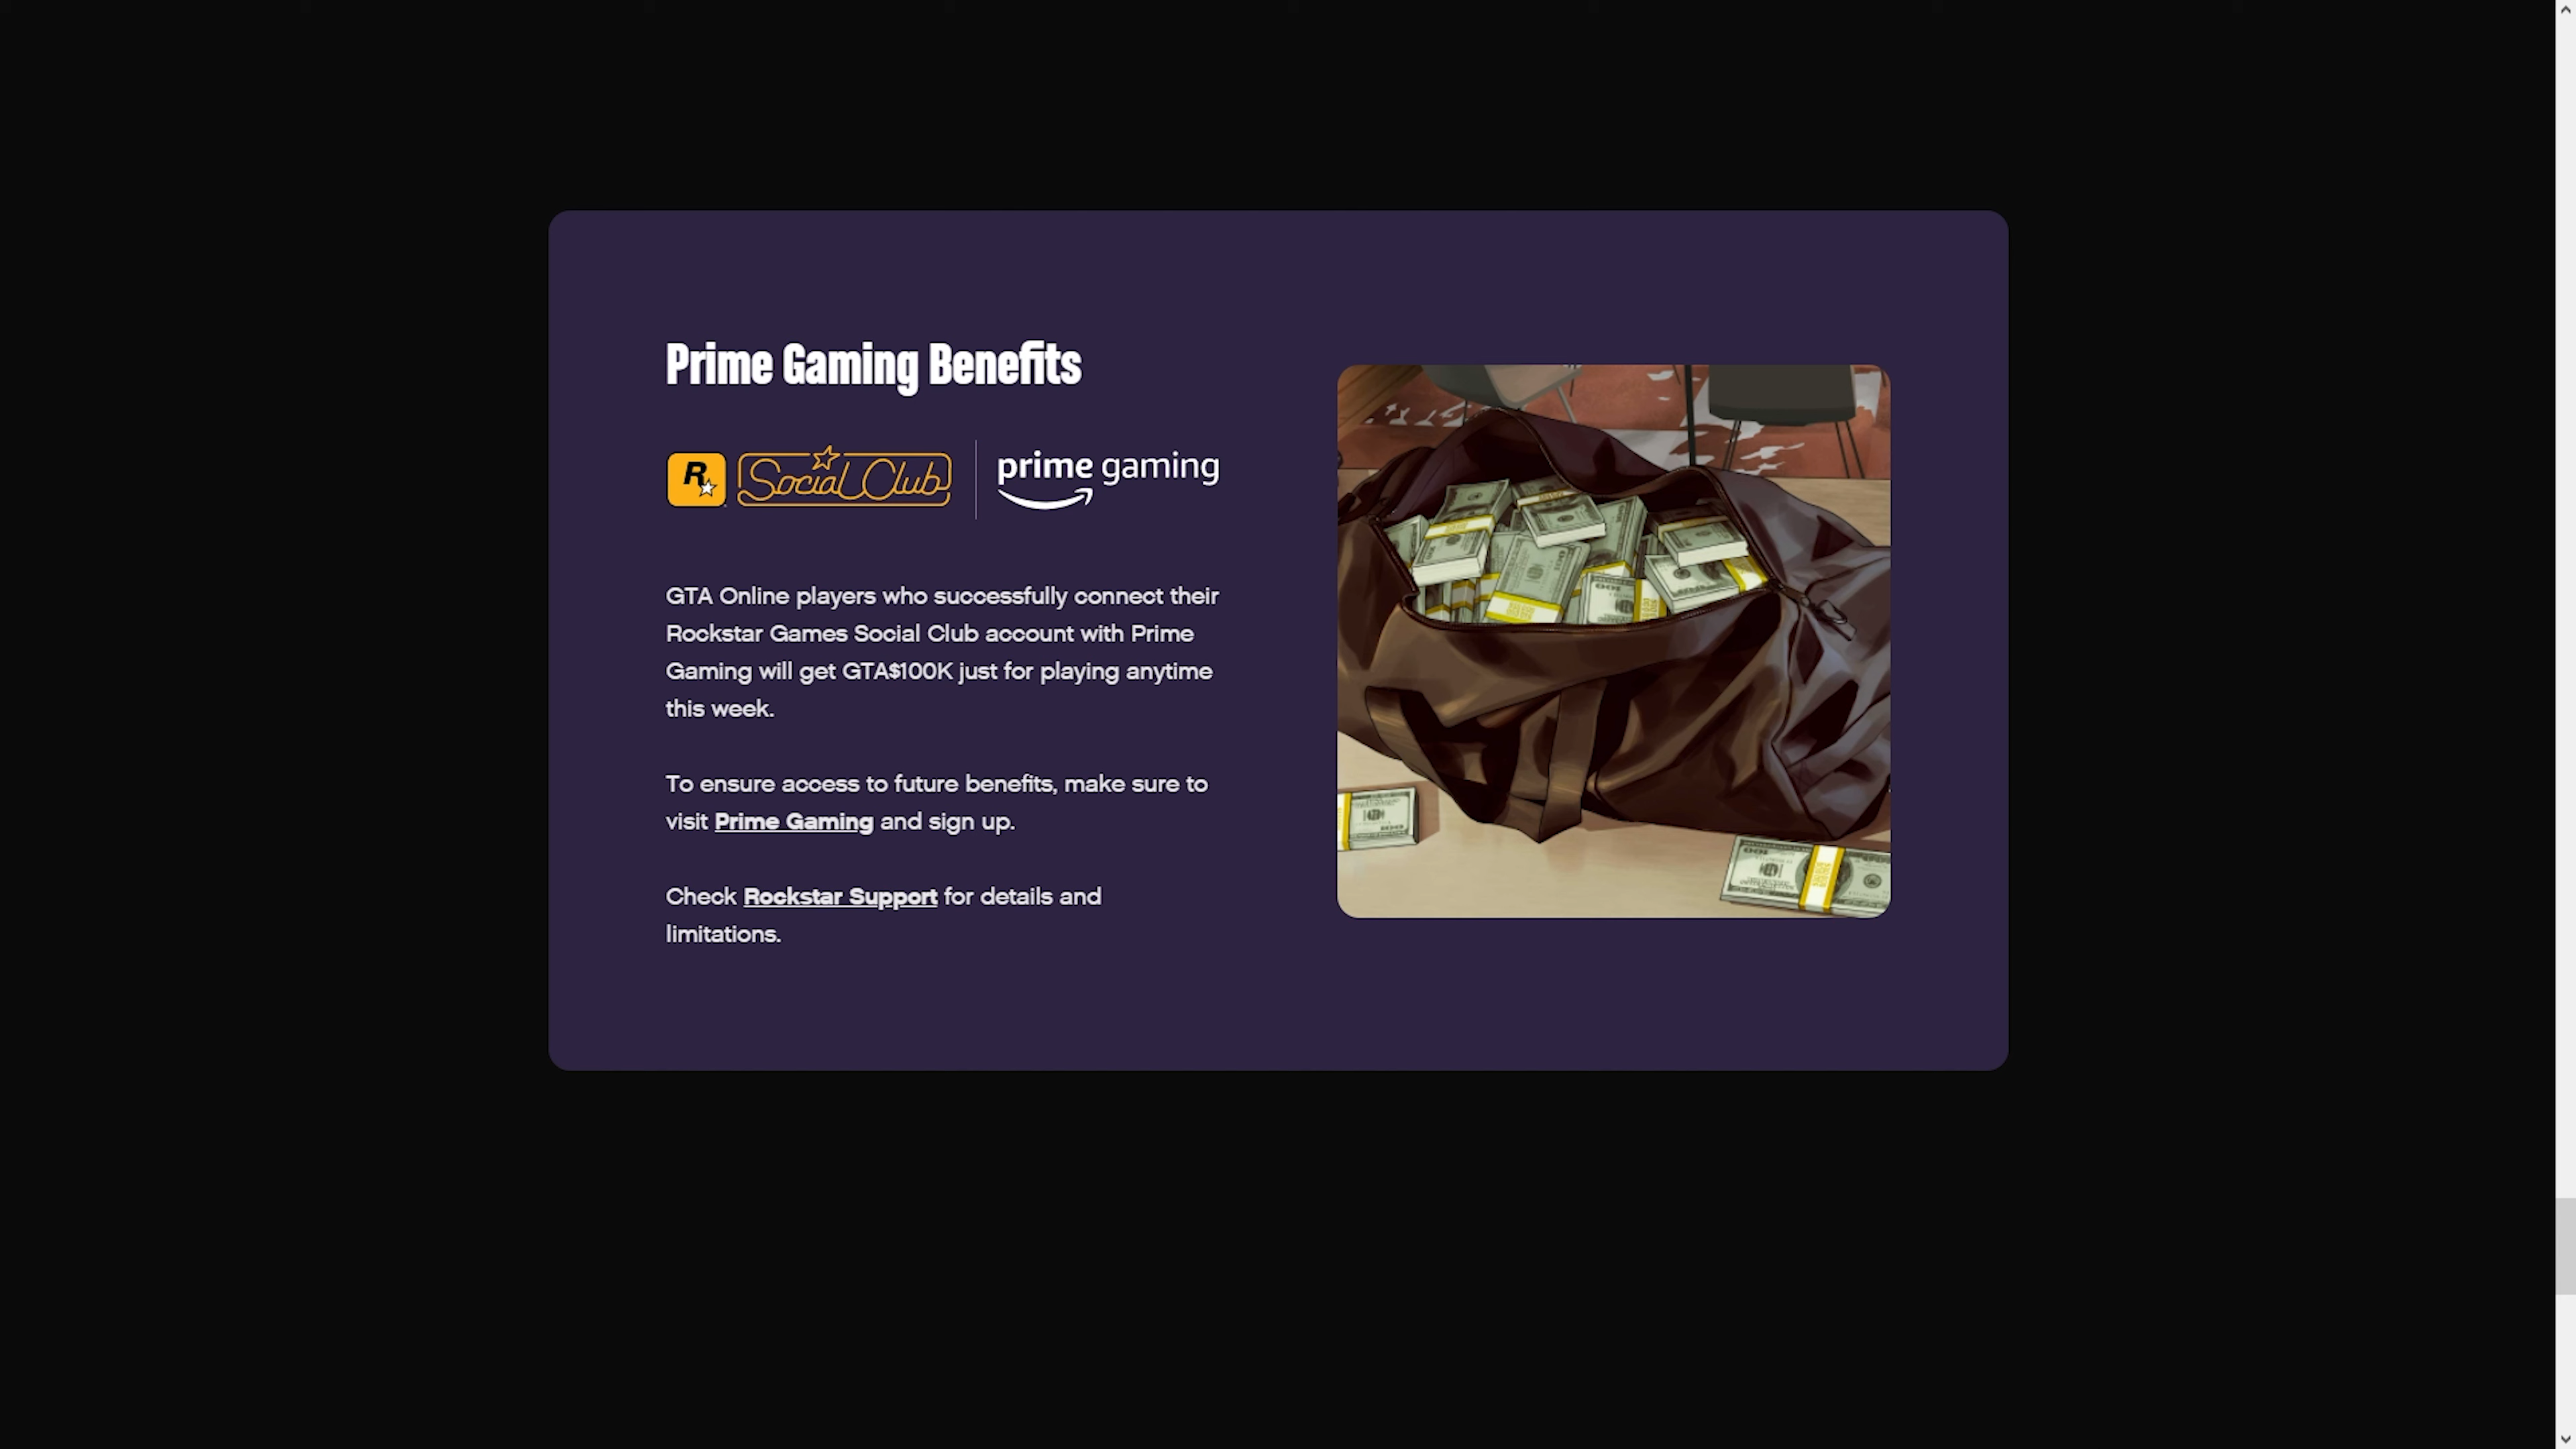 Prime Gaming Benefits
R
Social Club
prime gaming
GTA Online players who successfully connect their
Rockstar Games Social Club account with Prime
Gaming will get GTA$100K just for playing anytime
this week.
To ensure access to future benefits, make sure to
visit Prime Gaming and sign up.
Check Rockstar Support for details and
limitations.